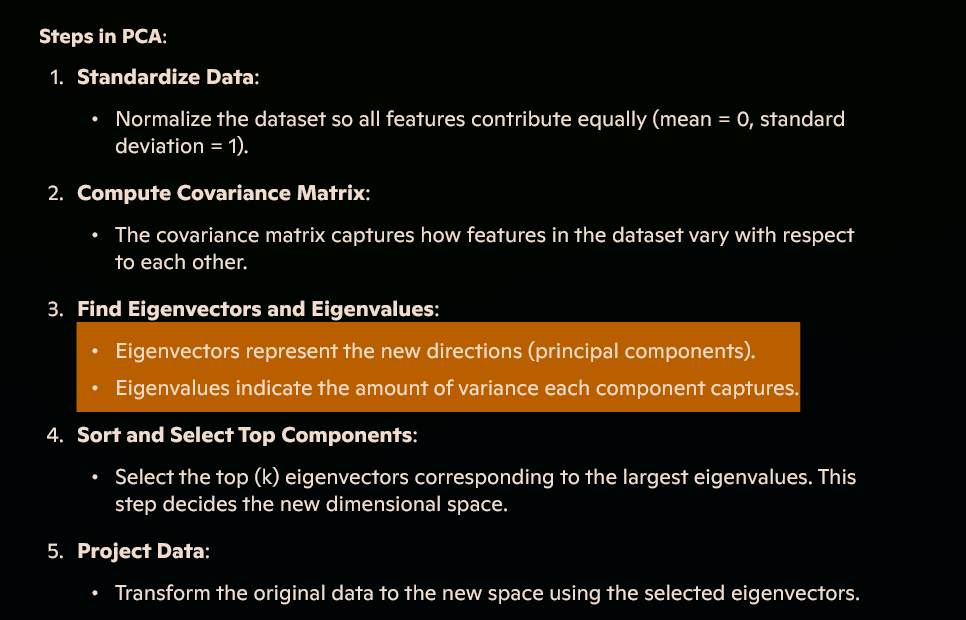 Steps in PCA:
1. Standardize Data:
• Normalize the dataset so all features contribute equally (mean = 0, standard
deviation = 1).
2. Compute Covariance Matrix:
• The covariance matrix captures how features in the dataset vary with respect
to each other.
3. Find Eigenvectors and Eigenvalues:
• Eigenvectors represent the new directions (principal components).
• Eigenvalues indicate the amount of variance each component captures.
4. Sort and Select Top Components:
• Select the top (k) eigenvectors corresponding to the largest eigenvalues. This
step decides the new dimensional space.
5. Project Data:
• Transform the original data to the new space using the selected eigenvectors.